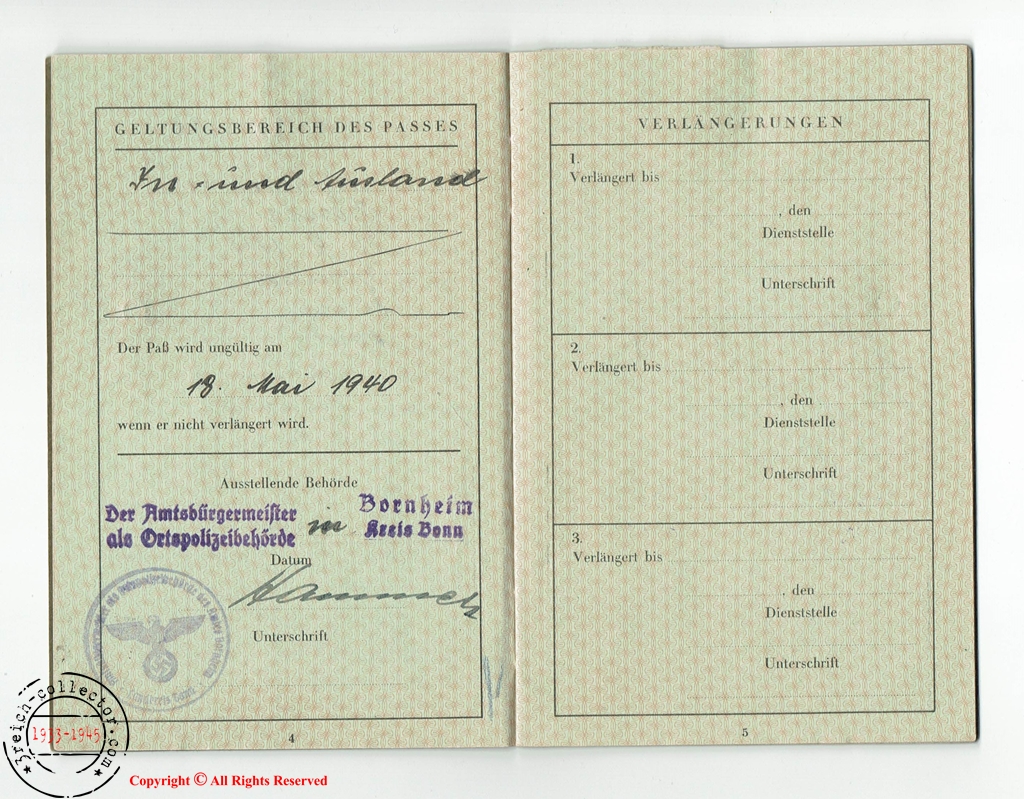 GELTUNGSBEREICH DES PASSES
In- und Ausland
Der Paß wird ungültig am
18. Mai 1940
wenn er nicht verlängert wird.
Ausstellende Behörde
Der Amtsbürgermeister
als Ortspolizeibehörde
in
Bornheim
Kreis Bonn
Datum
Unterschrift
4
VERLÄNGERUNGEN
1.
Verlängert bis
, den
Dienststelle
Unterschrift
2.
Verlängert bis
, den
Dienststelle
Unterschrift
3.
Verlängert bis
, den
Dienststelle
Unterschrift
5
3reich-collector.com
1933-1945
Copyright © All Rights Reserved